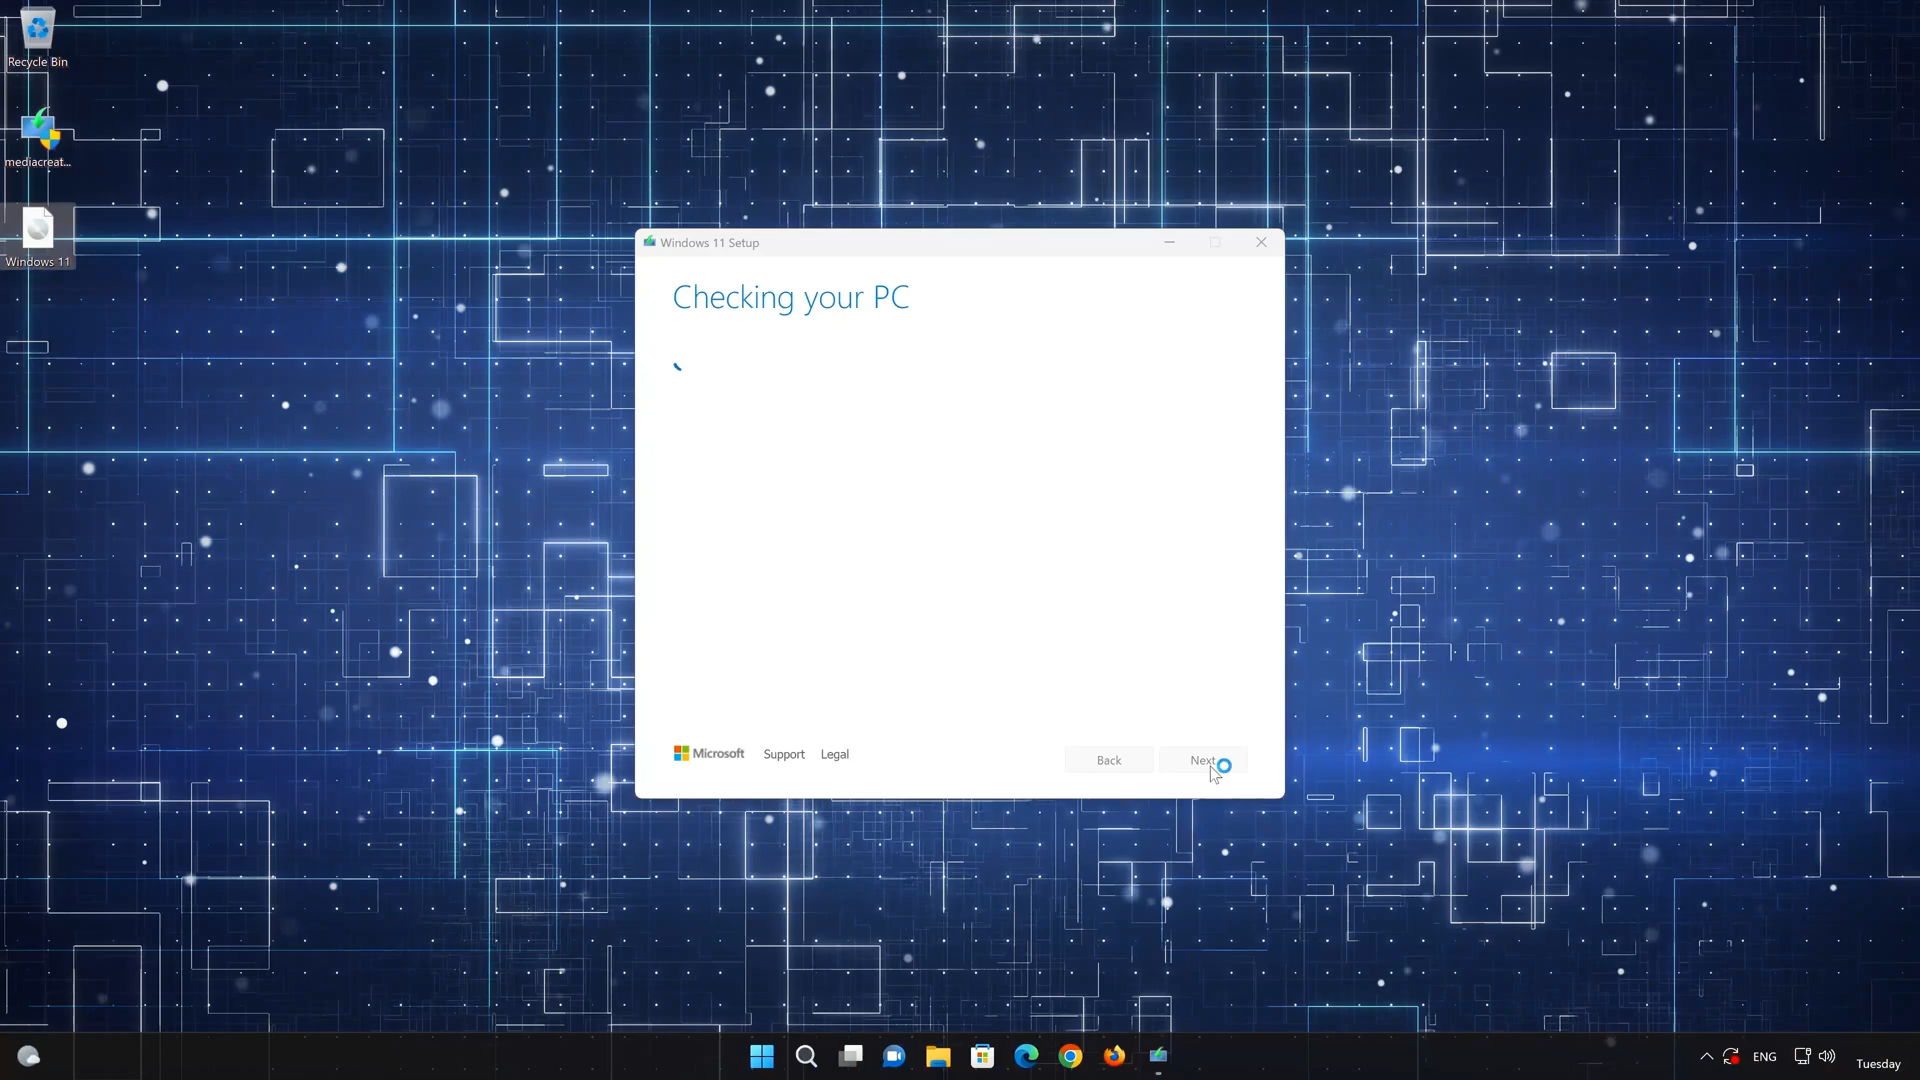 Recycle Bin
mediacreat...
Windows 11
Windows 11 Setup
Checking your PC
Microsoft
Support
Legal
Back
Next
ENG
Tuesday